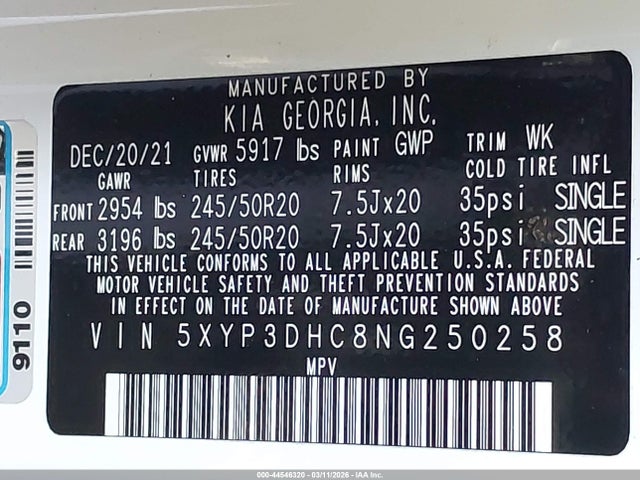 MANUFACTURED BY
KIA GEORGIA, INC.
DEC/20/21 GVWR 5917 lbs PAINT GWP TRIM WK
GAWR TIRES RIMS COLD TIRE INFL
FRONT 2954 lbs 245/50R20 7.5Jx20 35psi SINGLE
REAR 3196 lbs 245/50R20 7.5Jx20 35psi SINGLE
THIS VEHICLE CONFORMS TO ALL APPLICABLE U.S.A. FEDERAL
MOTOR VEHICLE SAFETY AND THEFT PREVENTION STANDARDS
IN EFFECT ON THE DATE OF MANUFACTURE SHOWN ABOVE
VIN 5XYP3DHC8NG250258
MPV
9110
000-44546320 - 03/11/2026 - IAA Inc.